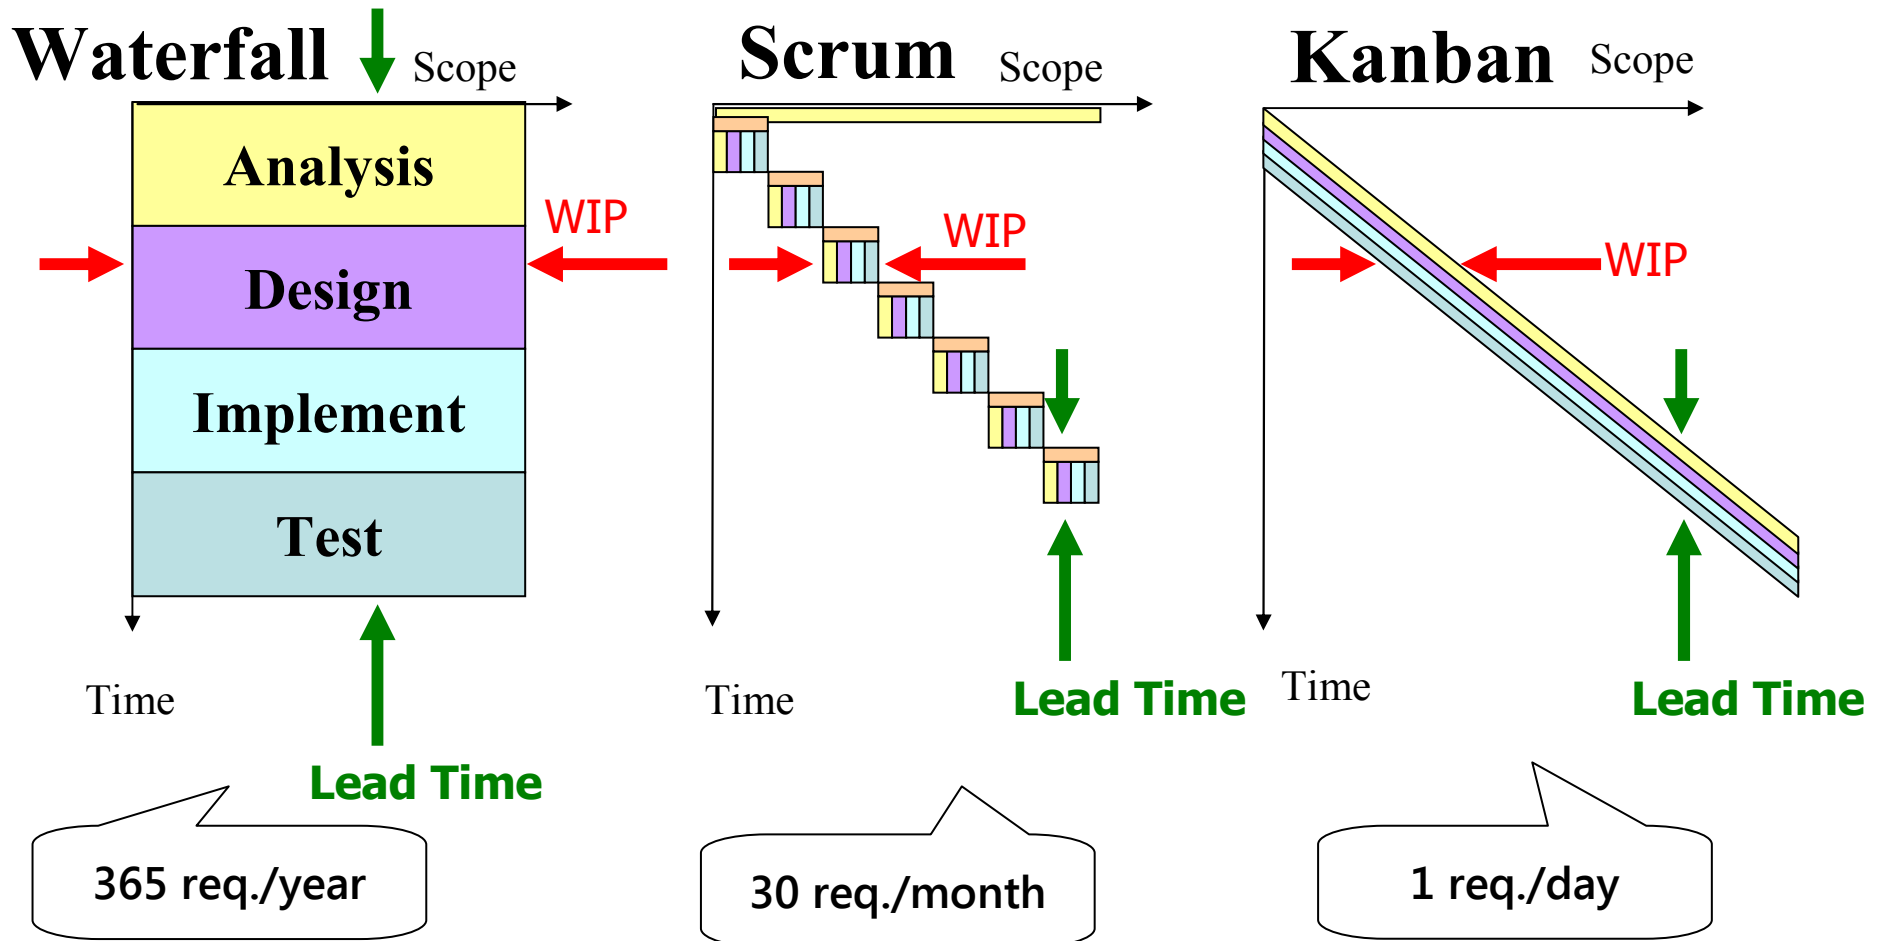 Waterfall
Scope
Analysis
Design
Implement
Test
WIP
Time
Lead Time
365 req./year
Scrum
Scope
WIP
Time
Lead Time
30 req./month
Kanban
Scope
WIP
Time
Lead Time
1 req./day